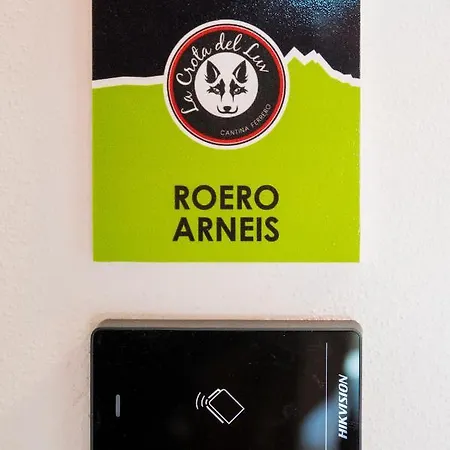 La Crota del Luv
CANTINA FERRERO
ROERO
ARNEIS
HIKVISION